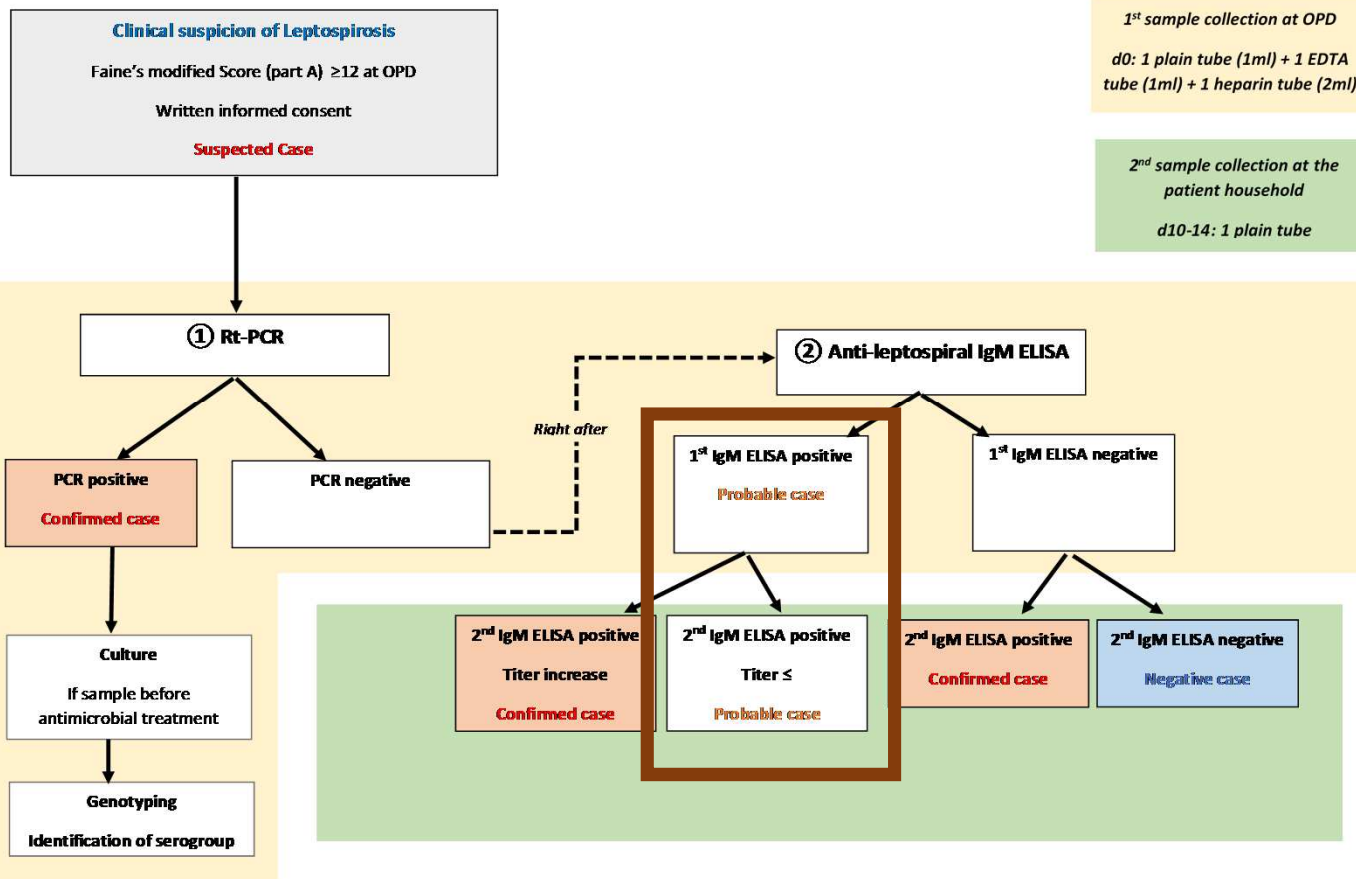 Clinical suspicion of Leptospirosis
Faine's modified Score (part A) ≥12 at OPD
Written informed consent
Suspected Case
1st sample collection at OPD
d0: 1 plain tube (1ml) + 1 EDTA
tube (1ml) + 1 heparin tube (2ml)
2nd sample collection at the
patient household
d10-14: 1 plain tube
① Rt-PCR
② Anti-leptospiral IgM ELISA
Right after
PCR positive
Confirmed case
PCR negative
1st IgM ELISA positive
Probable case
1st IgM ELISA negative
Culture
If sample before
antimicrobial treatment
Genotyping
Identification of serogroup
2nd IgM ELISA positive
Titer increase
Confirmed case
2nd IgM ELISA positive
Titer ≤
Probable case
2nd IgM ELISA positive
Confirmed case
2nd IgM ELISA negative
Negative case